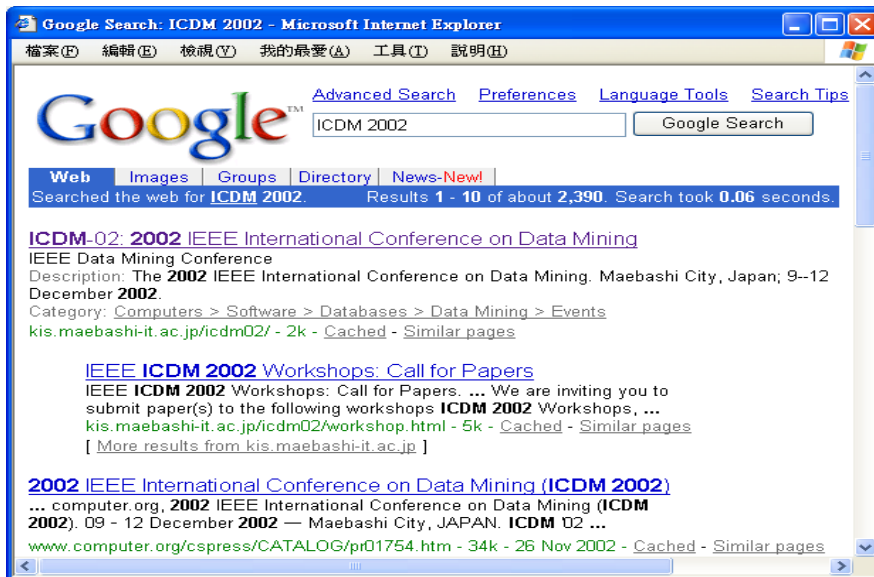 Google Search: ICDM 2002 - Microsoft Internet Explorer
檔案(F) 編輯(E) 檢視(V) 我的最愛(A) 工具(T) 說明(H)
Google™
Advanced Search Preferences Language Tools Search Tips
ICDM 2002 Google Search
Web Images Groups Directory News-New!
Searched the web for ICDM 2002. Results 1 - 10 of about 2,390. Search took 0.06 seconds.
ICDM-02: 2002 IEEE International Conference on Data Mining
IEEE Data Mining Conference
Description: The 2002 IEEE International Conference on Data Mining. Maebashi City, Japan; 9--12
December 2002.
Category: Computers > Software > Databases > Data Mining > Events
kis.maebashi-it.ac.jp/icdm02/ - 2k - Cached - Similar pages
IEEE ICDM 2002 Workshops: Call for Papers
IEEE ICDM 2002 Workshops: Call for Papers. ... We are inviting you to
submit paper(s) to the following workshops ICDM 2002 Workshops, ...
kis.maebashi-it.ac.jp/icdm02/workshop.html - 5k - Cached - Similar pages
[ More results from kis.maebashi-it.ac.jp ]
2002 IEEE International Conference on Data Mining (ICDM 2002)
... computer.org, 2002 IEEE International Conference on Data Mining (ICDM
2002). 09 - 12 December 2002 — Maebashi City, JAPAN. ICDM '02 ...
www.computer.org/cspress/CATALOG/pr01754.htm - 34k - 26 Nov 2002 - Cached - Similar pages